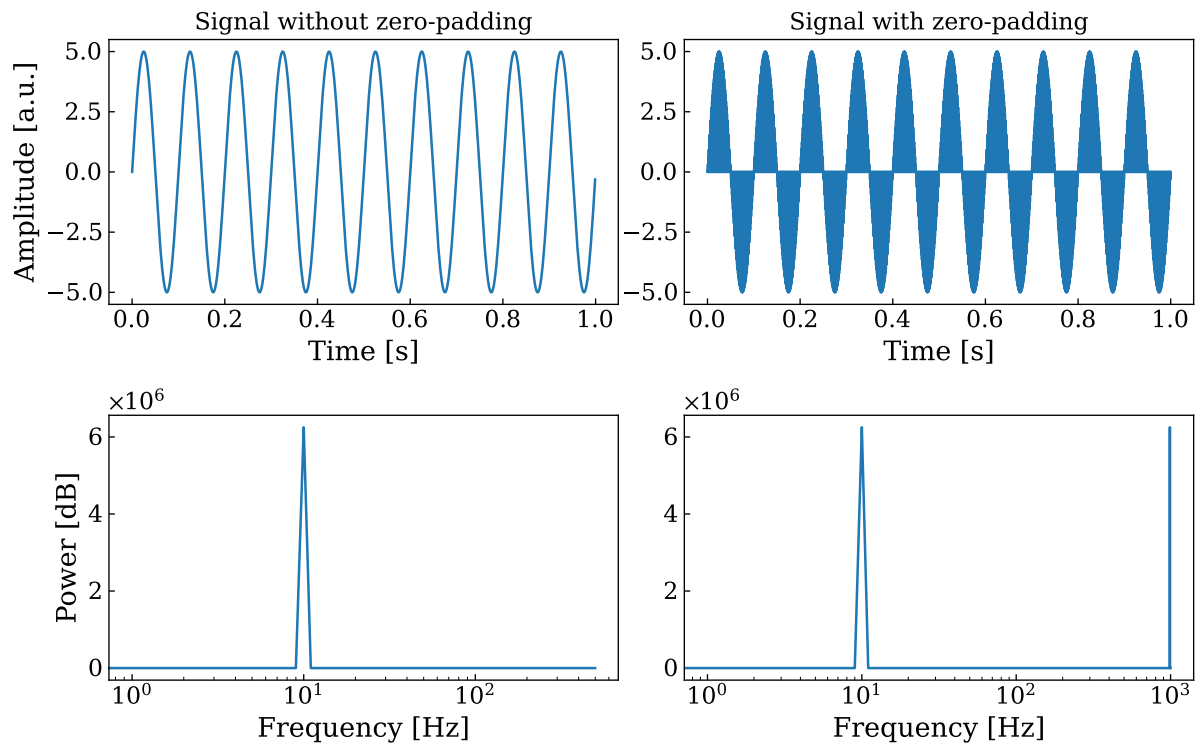 Signal without zero-padding
Signal with zero-padding
Amplitude [a.u.]
5.0
2.5
0.0
−2.5
−5.0
0.0 0.2 0.4 0.6 0.8 1.0
Time [s]
5.0
2.5
0.0
−2.5
−5.0
0.0 0.2 0.4 0.6 0.8 1.0
Time [s]
×10⁶
Power [dB]
6
4
2
0
10⁰ 10¹ 10²
Frequency [Hz]
×10⁶
6
4
2
0
10⁰ 10¹ 10² 10³
Frequency [Hz]